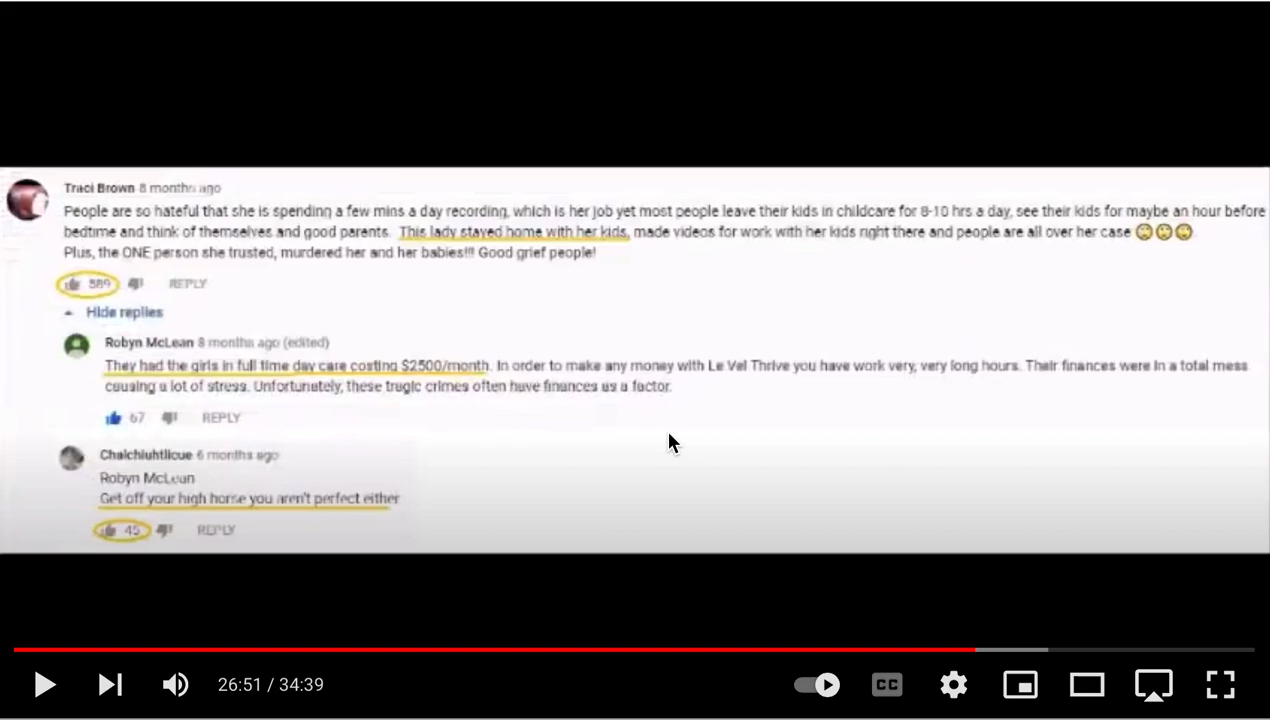 Traci Brown 8 months ago
People are so hateful that she is spending a few mins a day recording, which is her job yet most people leave their kids in childcare for 8-10 hrs a day, see their kids for maybe an hour before
bedtime and think of themselves and good parents. This lady stayed home with her kids, made videos for work with her kids right there and people are all over her case 🙄🙄🙄
Plus, the ONE person she trusted, murdered her and her babies!!! Good grief people!
589 REPLY
Hide replies
Robyn McLean 8 months ago (edited)
They had the girls in full time day care costing $2500/month. In order to make any money with Le Vel Thrive you have work very, very long hours. Their finances were in a total mess
causing a lot of stress. Unfortunately, these tragic crimes often have finances as a factor.
67 REPLY
Chalchiuhtlicue 6 months ago
Robyn McLean
Get off your high horse you aren't perfect either
45 REPLY
26:51 / 34:39
CC